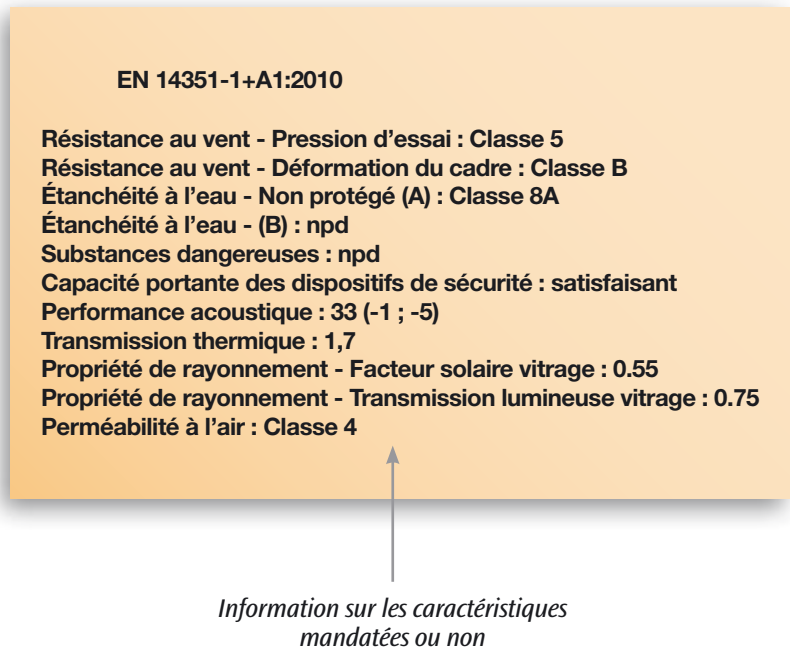 EN 14351-1+A1:2010
Résistance au vent - Pression d’essai : Classe 5
Résistance au vent - Déformation du cadre : Classe B
Étanchéité à l’eau - Non protégé (A) : Classe 8A
Étanchéité à l’eau - (B) : npd
Substances dangereuses : npd
Capacité portante des dispositifs de sécurité : satisfaisant
Performance acoustique : 33 (-1 ; -5)
Transmission thermique : 1,7
Propriété de rayonnement - Facteur solaire vitrage : 0.55
Propriété de rayonnement - Transmission lumineuse vitrage : 0.75
Perméabilité à l’air : Classe 4
Information sur les caractéristiques
mandatées ou non